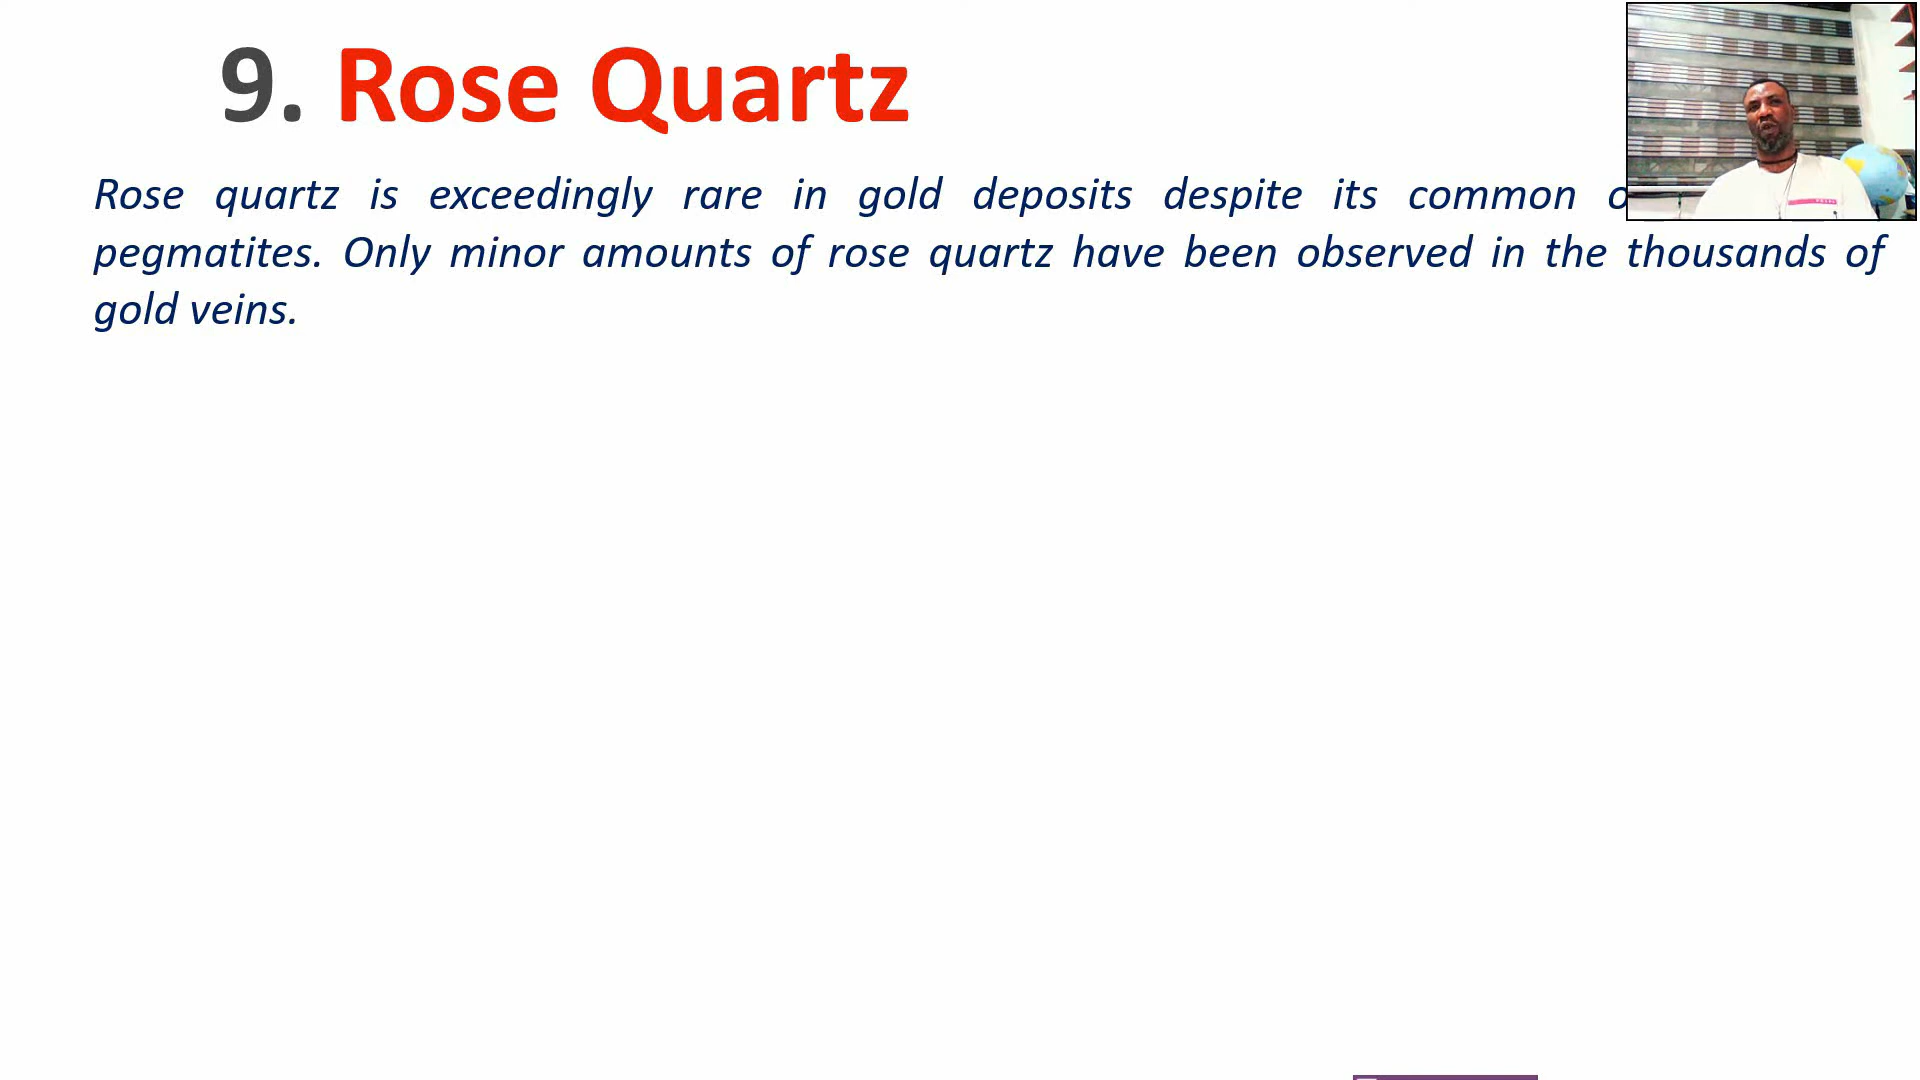 9. Rose Quartz
Rose quartz is exceedingly rare in gold deposits despite its common
pegmatites. Only minor amounts of rose quartz have been observed in the thousands of
gold veins.